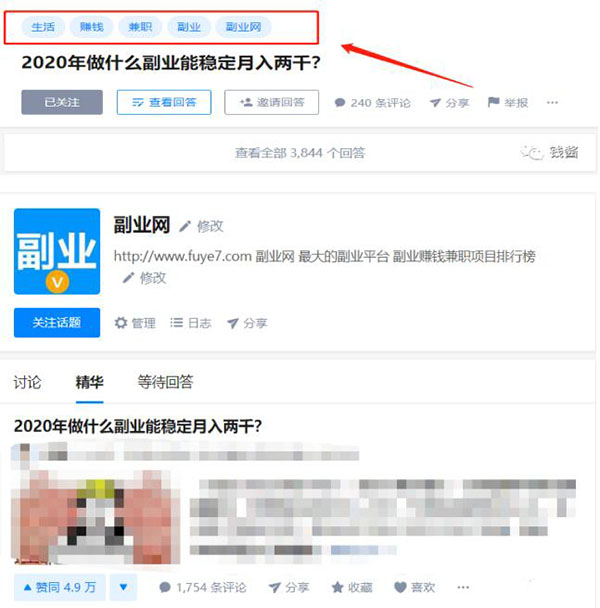 生活 赚钱 兼职 副业 副业网
2020年做什么副业能稳定月入两千?
已关注 查看回答 邀请回答 240 条评论 分享 举报 ...
查看全部 3,844 个回答 钱酱
副业
V
副业网 修改
http://www.fuye7.com 副业网 最大的副业平台 副业赚钱兼职项目排行榜
修改
关注话题 管理 日志 分享
讨论 精华 等待回答
2020年做什么副业能稳定月入两千?
赞同 4.9 万 1,754 条评论 分享 收藏 喜欢 ...